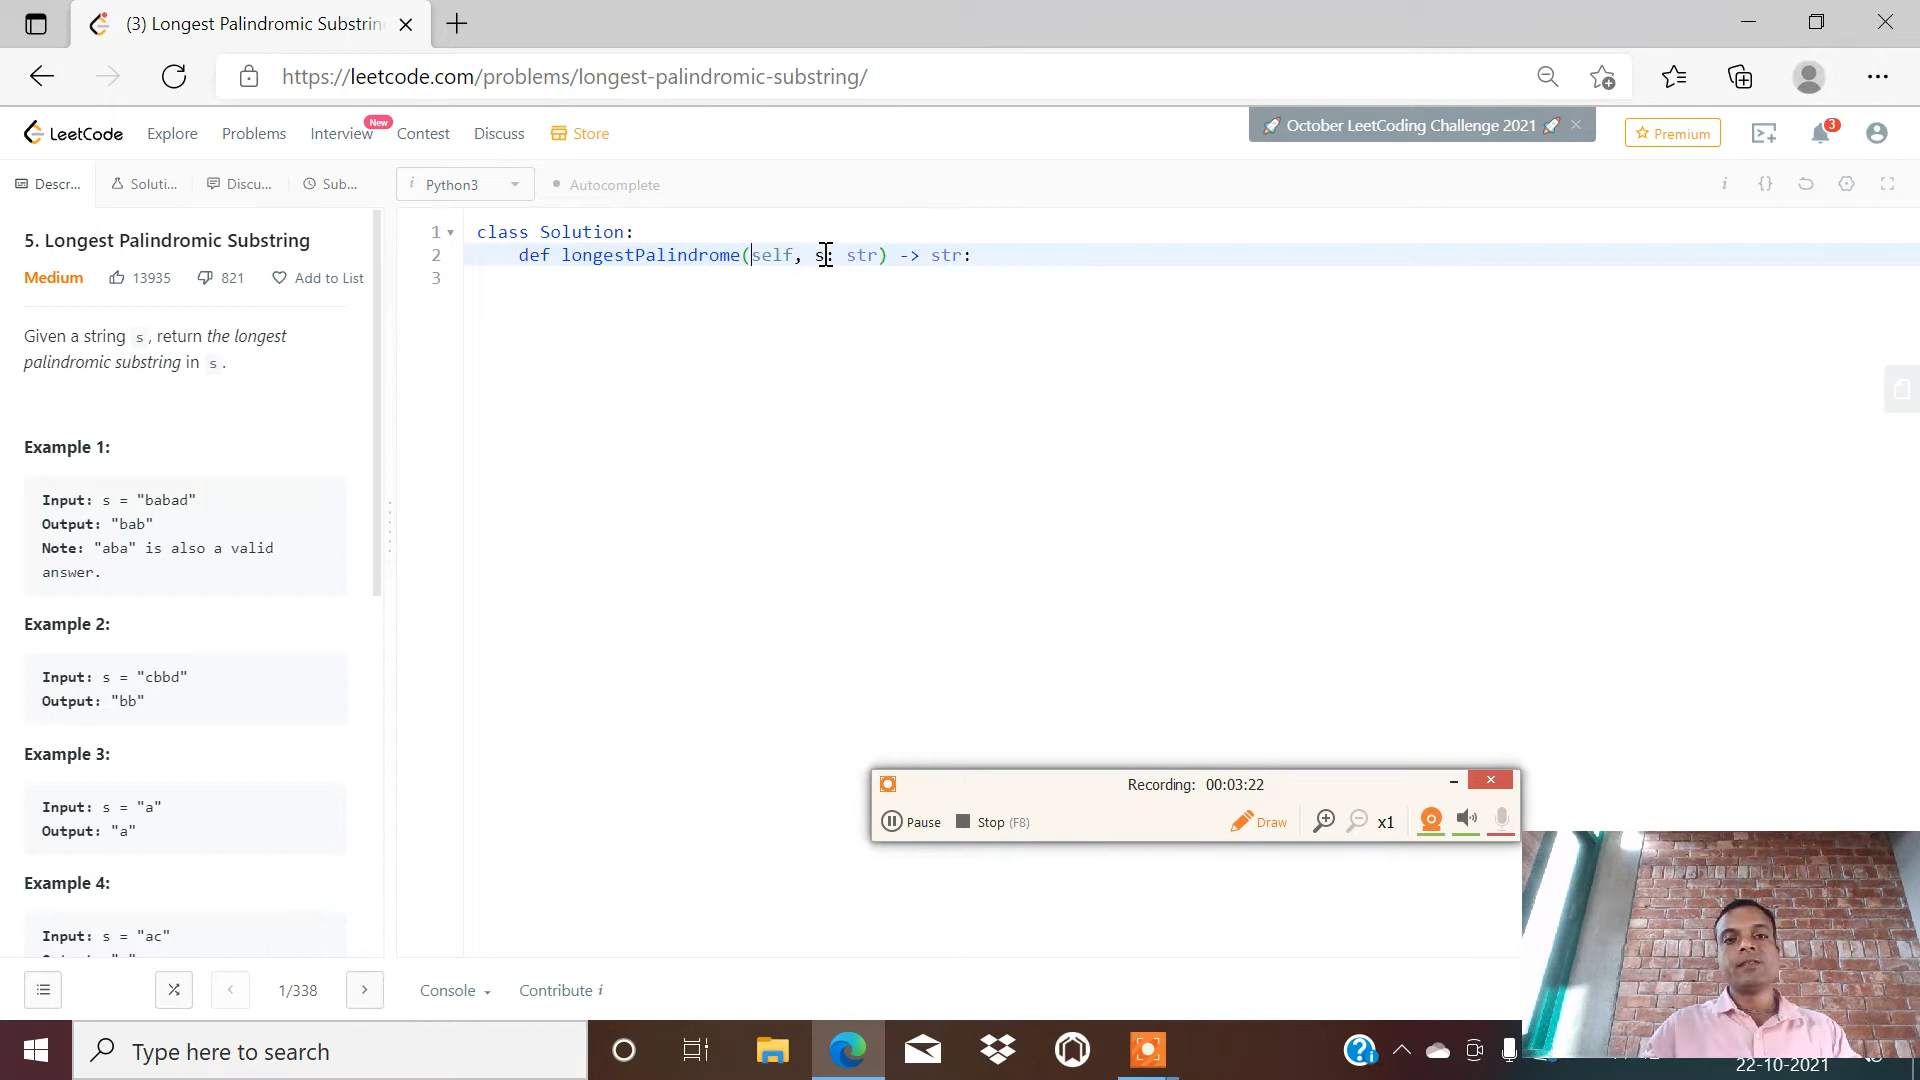 (3) Longest Palindromic Substrin
https://leetcode.com/problems/longest-palindromic-substring/
LeetCode
Explore
Problems
Interview
New
Contest
Discuss
Store
🚀 October LeetCoding Challenge 2021 🚀
Premium
3
Descr...
Soluti...
Discu...
Sub...
i
Python3
Autocomplete
i
{}
5. Longest Palindromic Substring
Medium
13935
821
Add to List
Given a string s , return the longest
palindromic substring in s .
Example 1:
Input: s = "babad"
Output: "bab"
Note: "aba" is also a valid
answer.
Example 2:
Input: s = "cbbd"
Output: "bb"
Example 3:
Input: s = "a"
Output: "a"
Example 4:
Input: s = "ac"
1 class Solution:
2 def longestPalindrome(self, s: str) -> str:
3
Recording: 00:03:22
Pause
Stop (F8)
Draw
x1
1/338
Console
Contribute i
Type here to search
22-10-2021